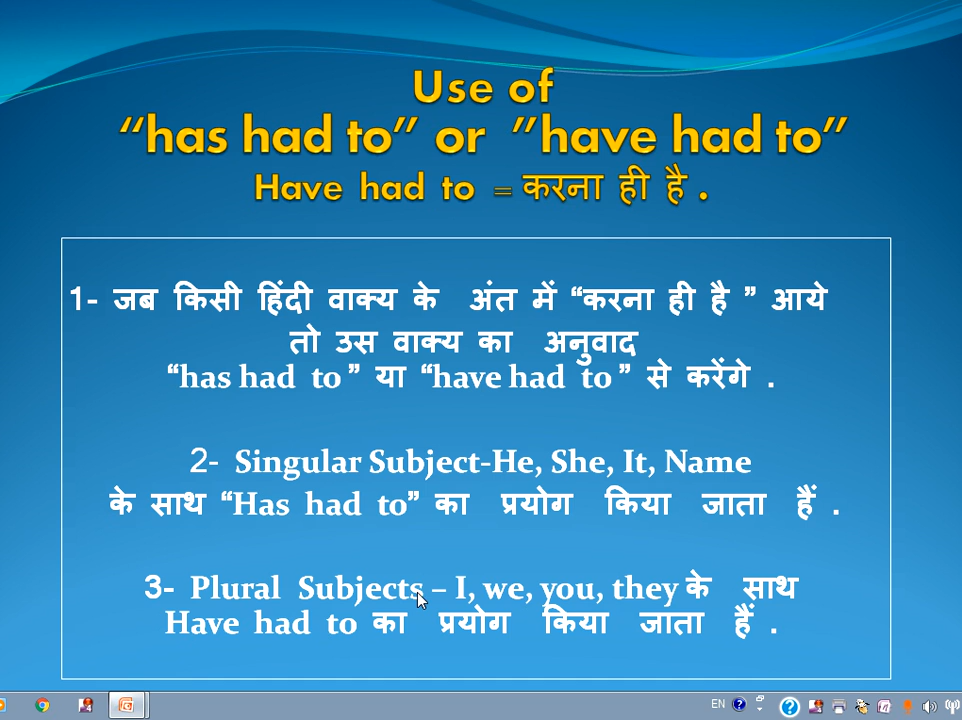 Use of
“has had to” or ”have had to”
Have had to = करना ही है .
1- जब किसी हिंदी वाक्य के अंत में “करना ही है ” आये
तो उस वाक्य का अनुवाद
“has had to ” या “have had to ” से करेंगे .
2- Singular Subject-He, She, It, Name
के साथ “Has had to” का प्रयोग किया जाता हैं .
3- Plural Subjects – I, we, you, they के साथ
Have had to का प्रयोग किया जाता हैं .
EN